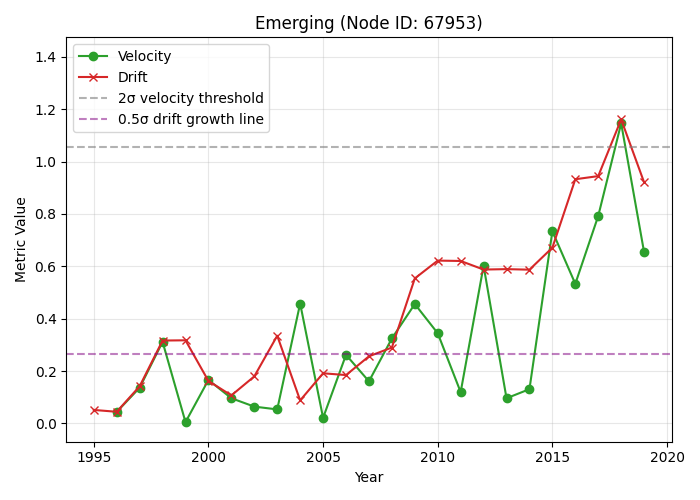 Emerging (Node ID: 67953)
Velocity
Drift
2σ velocity threshold
0.5σ drift growth line
Metric Value
1.4
1.2
1.0
0.8
0.6
0.4
0.2
0.0
1995 2000 2005 2010 2015 2020
Year